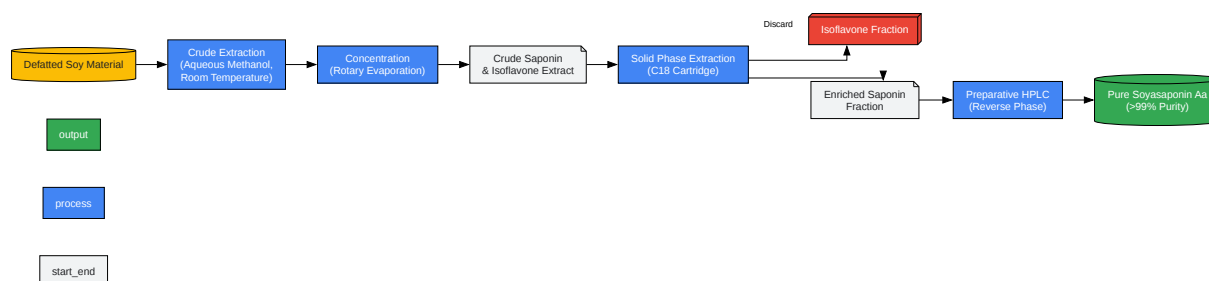 Discard
Isoflavone Fraction
Defatted Soy Material
Crude Extraction
(Aqueous Methanol,
Room Temperature)
Concentration
(Rotary Evaporation)
Crude Saponin
& Isoflavone Extract
Solid Phase Extraction
(C18 Cartridge)
Enriched Saponin
Fraction
Preparative HPLC
(Reverse Phase)
Pure Soyasaponin Aa
(>99% Purity)
output
process
start_end